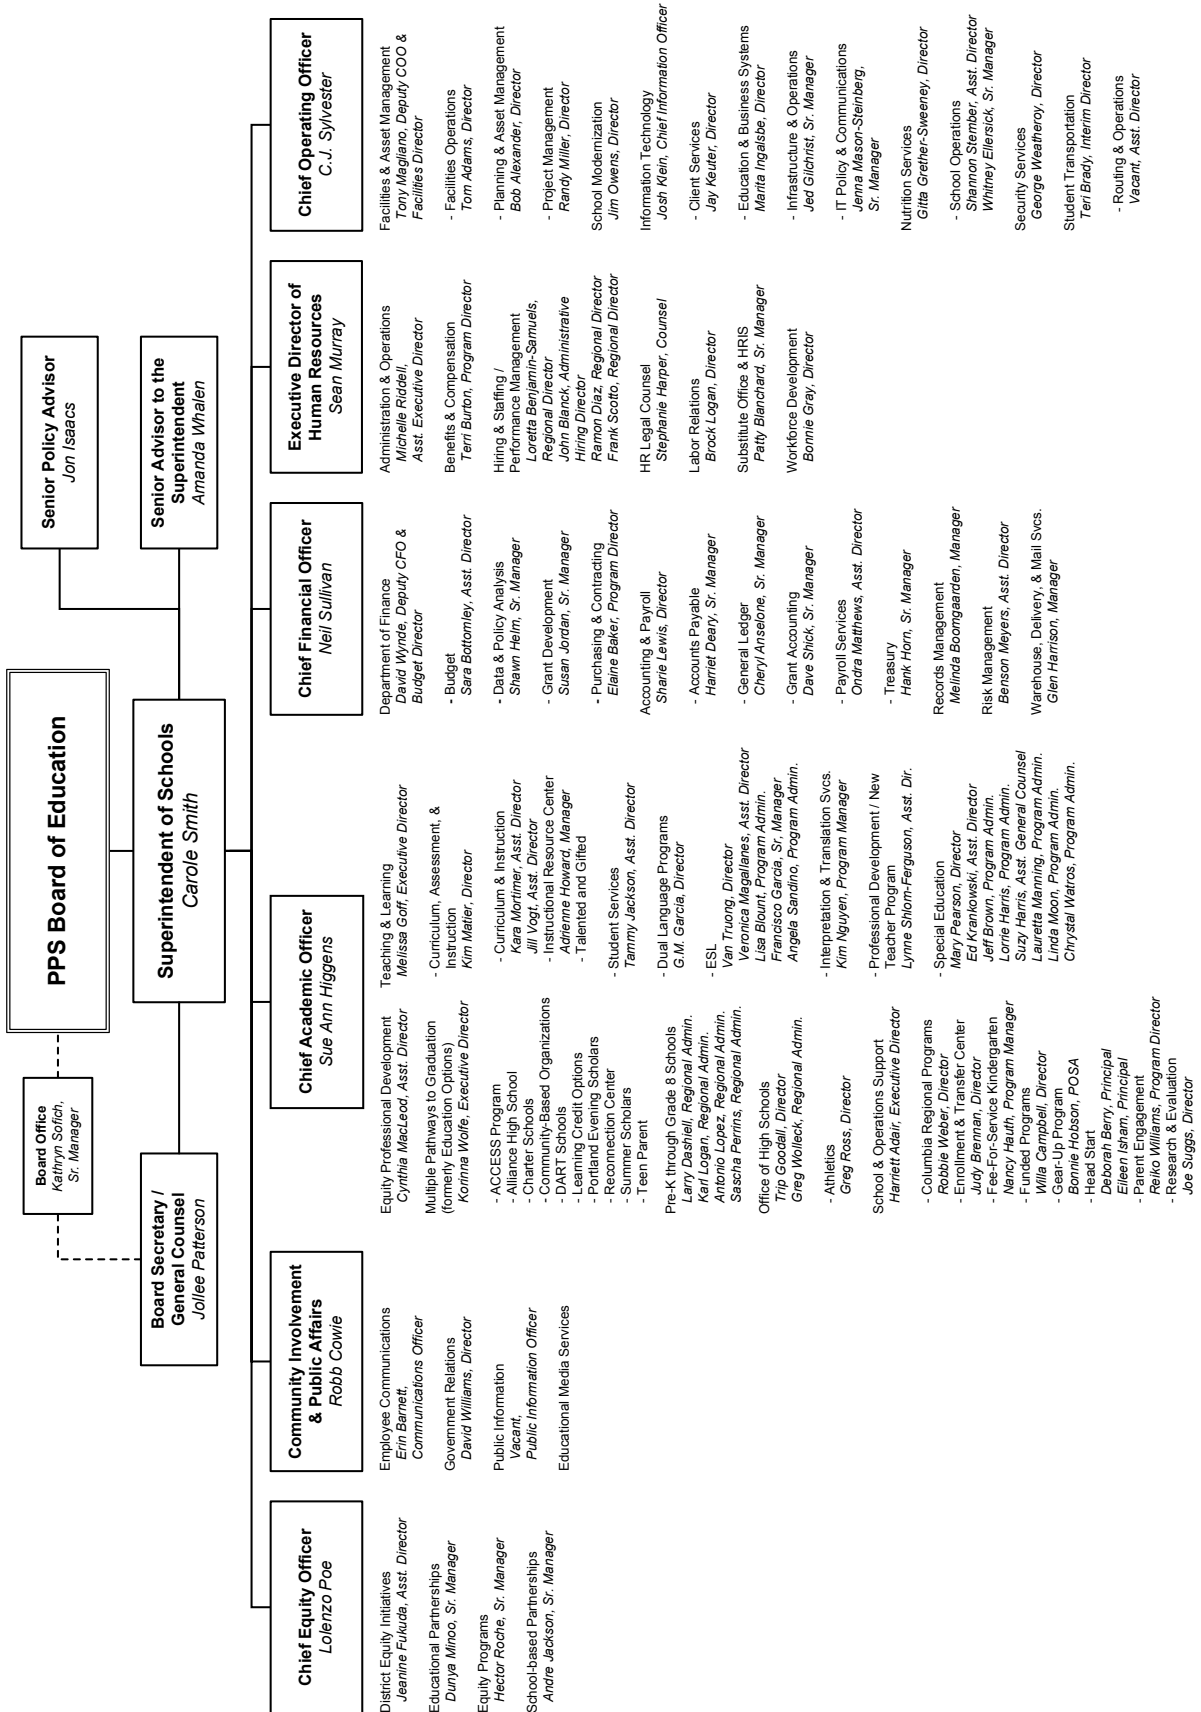 PPS Board of Education
Board Office
Kathryn Sofich,
Sr. Manager
Senior Policy Advisor
Jon Isaacs
Board Secretary /
General Counsel
Jollee Patterson
Superintendent of Schools
Carole Smith
Senior Advisor to the
Superintendent
Amanda Whalen
Chief Equity Officer
Lolenzo Poe
District Equity Initiatives
Jeanine Fukuda, Asst. Director
Educational Partnerships
Dunya Minoo, Sr. Manager
Equity Programs
Hector Roche, Sr. Manager
School-based Partnerships
Andre Jackson, Sr. Manager
Community Involvement
& Public Affairs
Robb Cowie
Employee Communications
Erin Barnett,
Communications Officer
Government Relations
David Williams, Director
Public Information
Vacant,
Public Information Officer
Educational Media Services
Chief Academic Officer
Sue Ann Higgens
Equity Professional Development
Cynthia MacLeod, Asst. Director
Multiple Pathways to Graduation
(formerly Education Options)
Korinna Wolfe, Executive Director
- ACCESS Program
- Alliance High School
- Charter Schools
- Community-Based Organizations
- DART Schools
- Learning Credit Options
- Portland Evening Scholars
- Reconnection Center
- Summer Scholars
- Teen Parent
Pre-K through Grade 8 Schools
Larry Dashiell, Regional Admin.
Karl Logan, Regional Admin.
Antonio Lopez, Regional Admin.
Sascha Perrins, Regional Admin.
Office of High Schools
Trip Goodall, Director
Greg Wolleck, Regional Admin.
- Athletics
Greg Ross, Director
School & Operations Support
Harriett Adair, Executive Director
- Columbia Regional Programs
Robbie Weber, Director
- Enrollment & Transfer Center
Judy Brennan, Director
- Fee-For-Service Kindergarten
Nancy Hauth, Program Manager
- Funded Programs
Willa Campbell, Director
- Gear-Up Program
Bonnie Hobson, POSA
- Head Start
Deborah Berry, Principal
Eileen Isham, Principal
- Parent Engagement
Reiko Williams, Program Director
- Research & Evaluation
Joe Suggs, Director
Teaching & Learning
Melissa Goff, Executive Director
- Curriculum, Assessment, &
Instruction
Kim Matier, Director
- Curriculum & Instruction
Kara Mortimer, Asst. Director
Jill Vogt, Asst. Director
- Instructional Resource Center
Adrienne Howard, Manager
- Talented and Gifted
- Student Services
Tammy Jackson, Asst. Director
- Dual Language Programs
G.M. Garcia, Director
- ESL
Van Truong, Director
Veronica Magallanes, Asst. Director
Lisa Blount, Program Admin.
Francisco Garcia, Sr, Manager
Angela Sandino, Program Admin.
- Interpretation & Translation Svcs.
Kim Nguyen, Program Manager
- Professional Development / New
Teacher Program
Lynne Shlom-Ferguson, Asst. Dir.
- Special Education
Mary Pearson, Director
Ed Krankowski, Asst. Director
Jeff Brown, Program Admin.
Lorrie Harris, Program Admin.
Suzy Harris, Asst. General Counsel
Lauretta Manning, Program Admin.
Linda Moon, Program Admin.
Chrystal Watros, Program Admin.
Chief Financial Officer
Neil Sullivan
Department of Finance
David Wynde, Deputy CFO &
Budget Director
- Budget
Sara Bottomley, Asst. Director
- Data & Policy Analysis
Shawn Helm, Sr. Manager
- Grant Development
Susan Jordan, Sr. Manager
- Purchasing & Contracting
Elaine Baker, Program Director
Accounting & Payroll
Sharie Lewis, Director
- Accounts Payable
Harriet Deary, Sr. Manager
- General Ledger
Cheryl Anselone, Sr. Manager
- Grant Accounting
Dave Shick, Sr. Manager
- Payroll Services
Ondra Matthews, Asst. Director
- Treasury
Hank Horn, Sr. Manager
Records Management
Melinda Boomgaarden, Manager
Risk Management
Benson Meyers, Asst. Director
Warehouse, Delivery, & Mail Svcs.
Glen Harrison, Manager
Executive Director of
Human Resources
Sean Murray
Administration & Operations
Michelle Riddell,
Asst. Executive Director
Benefits & Compensation
Terri Burton, Program Director
Hiring & Staffing /
Performance Management
Loretta Benjamin-Samuels,
Regional Director
John Blanck, Administrative
Hiring Director
Ramon Diaz, Regional Director
Frank Scotto, Regional Director
HR Legal Counsel
Stephanie Harper, Counsel
Labor Relations
Brock Logan, Director
Substitute Office & HRIS
Patty Blanchard, Sr. Manager
Workforce Development
Bonnie Gray, Director
Chief Operating Officer
C.J. Sylvester
Facilities & Asset Management
Tony Magliano, Deputy COO &
Facilities Director
- Facilities Operations
Tom Adams, Director
- Planning & Asset Management
Bob Alexander, Director
- Project Management
Randy Miller, Director
School Modernization
Jim Owens, Director
Information Technology
Josh Klein, Chief Information Officer
- Client Services
Jay Keuter, Director
- Education & Business Systems
Marita Ingalsbe, Director
- Infrastructure & Operations
Jed Gilchrist, Sr. Manager
- IT Policy & Communications
Jenna Mason-Steinberg,
Sr. Manager
Nutrition Services
Gitta Grether-Sweeney, Director
- School Operations
Shannon Stember, Asst. Director
Whitney Ellersick, Sr. Manager
Security Services
George Weatheroy, Director
Student Transportation
Teri Brady, Interim Director
- Routing & Operations
Vacant, Asst. Director